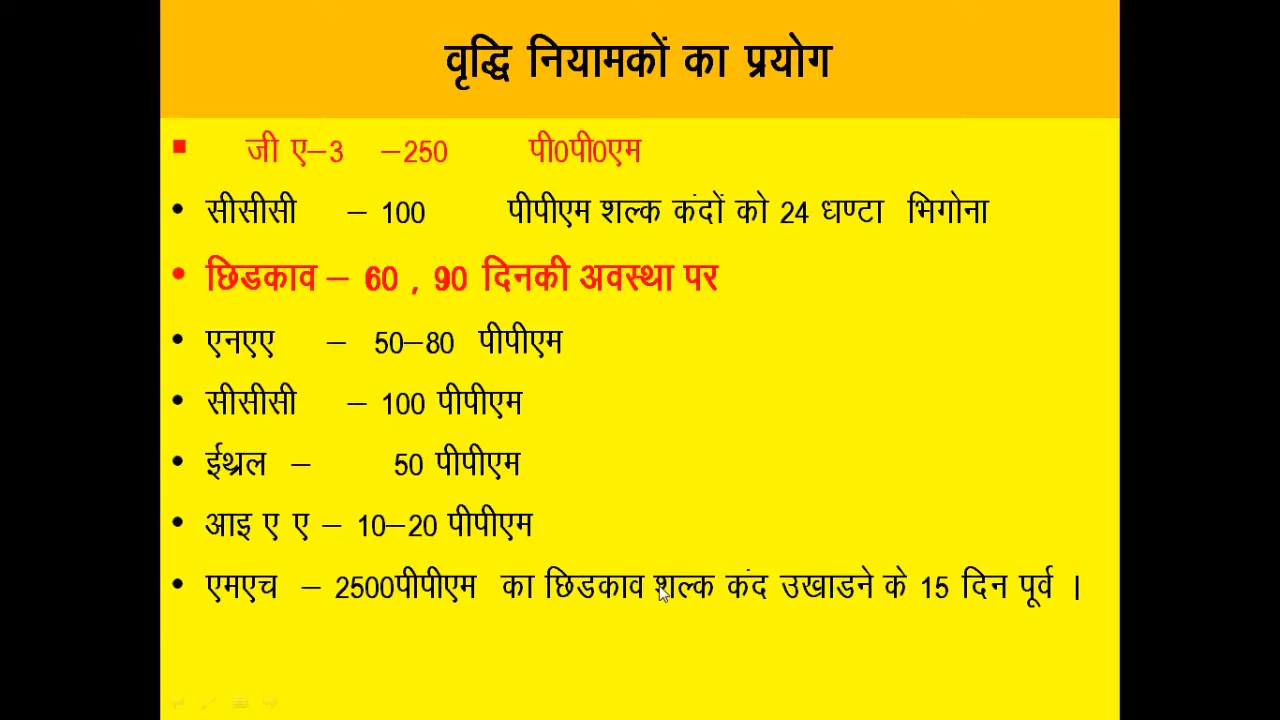 वृद्धि नियामकों का प्रयोग
जी ए–3 –250 पी0पी0एम
सीसीसी – 100 पीपीएम शल्क कंदों को 24 धण्टा भिगोना
छिडकाव – 60 , 90 दिनकी अवस्था पर
एनएए – 50–80 पीपीएम
सीसीसी – 100 पीपीएम
ईथ्रल – 50 पीपीएम
आइ ए ए – 10–20 पीपीएम
एमएच – 2500पीपीएम का छिडकाव शल्क कंद उखाडने के 15 दिन पूर्व ।